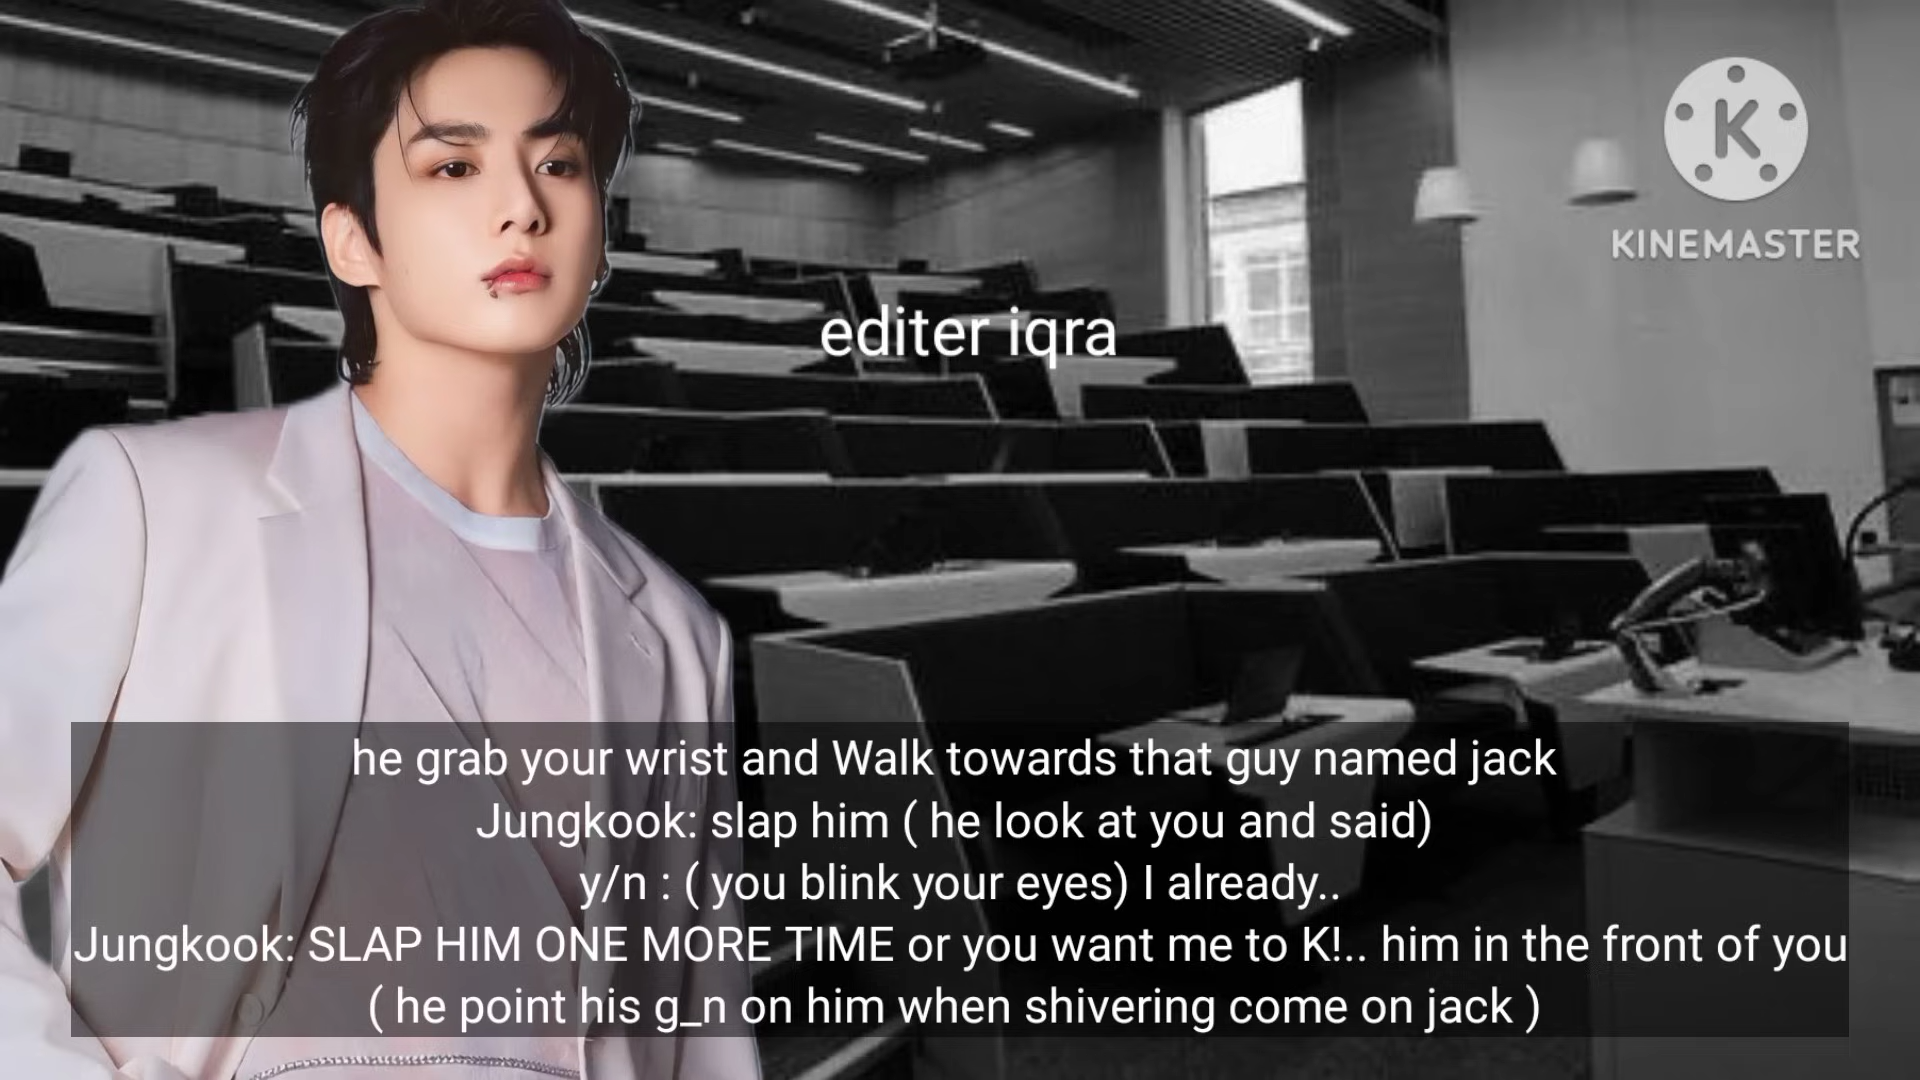 K
KINEMASTER
editer iqra
he grab your wrist and Walk towards that guy named jack
Jungkook: slap him ( he look at you and said)
y/n : ( you blink your eyes) I already..
Jungkook: SLAP HIM ONE MORE TIME or you want me to K!.. him in the front of you
( he point his g_n on him when shivering come on jack )